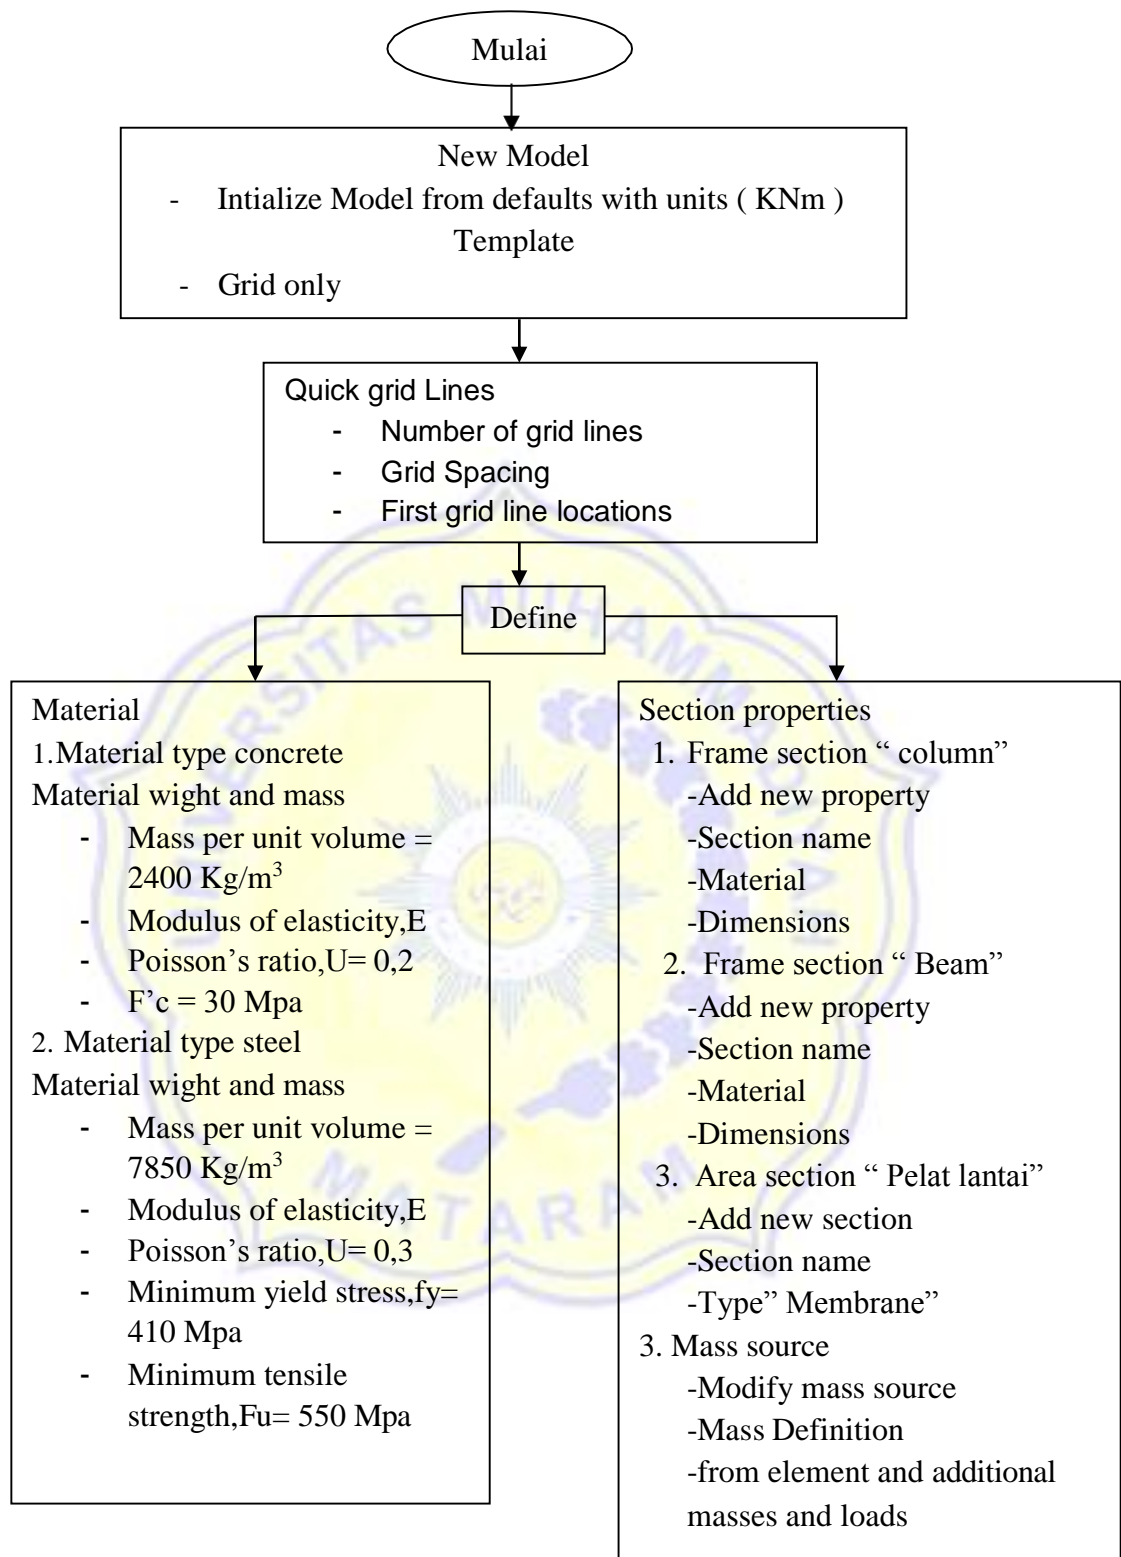 Mulai
New Model
- Intialize Model from defaults with units ( KNm )
Template
- Grid only
Quick grid Lines
- Number of grid lines
- Grid Spacing
- First grid line locations
Define
Material
1.Material type concrete
Material wight and mass
- Mass per unit volume =
2400 Kg/m³
- Modulus of elasticity,E
- Poisson’s ratio,U= 0,2
- F’c = 30 Mpa
2. Material type steel
Material wight and mass
- Mass per unit volume =
7850 Kg/m³
- Modulus of elasticity,E
- Poisson’s ratio,U= 0,3
- Minimum yield stress,fy=
410 Mpa
- Minimum tensile
strength,Fu= 550 Mpa
Section properties
1. Frame section “ column”
-Add new property
-Section name
-Material
-Dimensions
2. Frame section “ Beam”
-Add new property
-Section name
-Material
-Dimensions
3. Area section “ Pelat lantai”
-Add new section
-Section name
-Type” Membrane”
3. Mass source
-Modify mass source
-Mass Definition
-from element and additional
masses and loads
UNIVERSITAS MUHAMMADIYAH
MATARAM